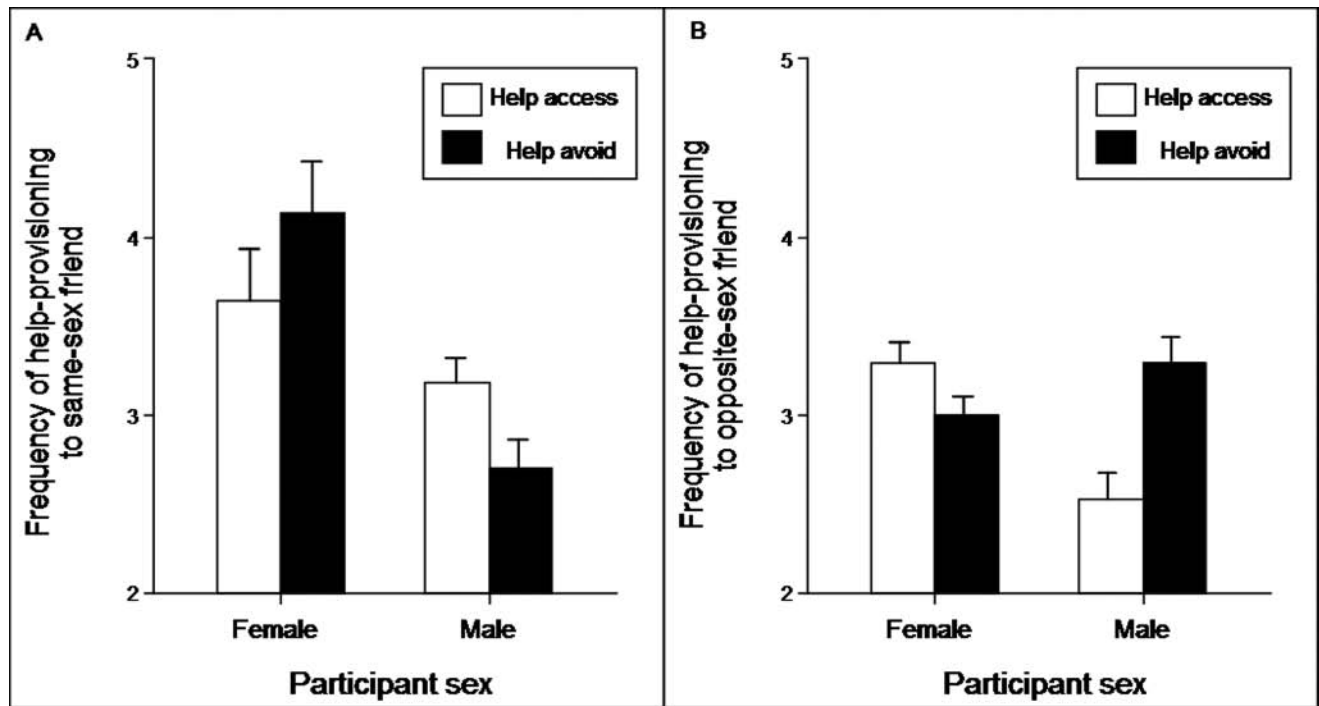 A
5
4
3
2
Frequency of help-provisioning
to same-sex friend
Help access
Help avoid
Female
Male
Participant sex
B
5
4
3
2
Frequency of help-provisioning
to opposite-sex friend
Help access
Help avoid
Female
Male
Participant sex